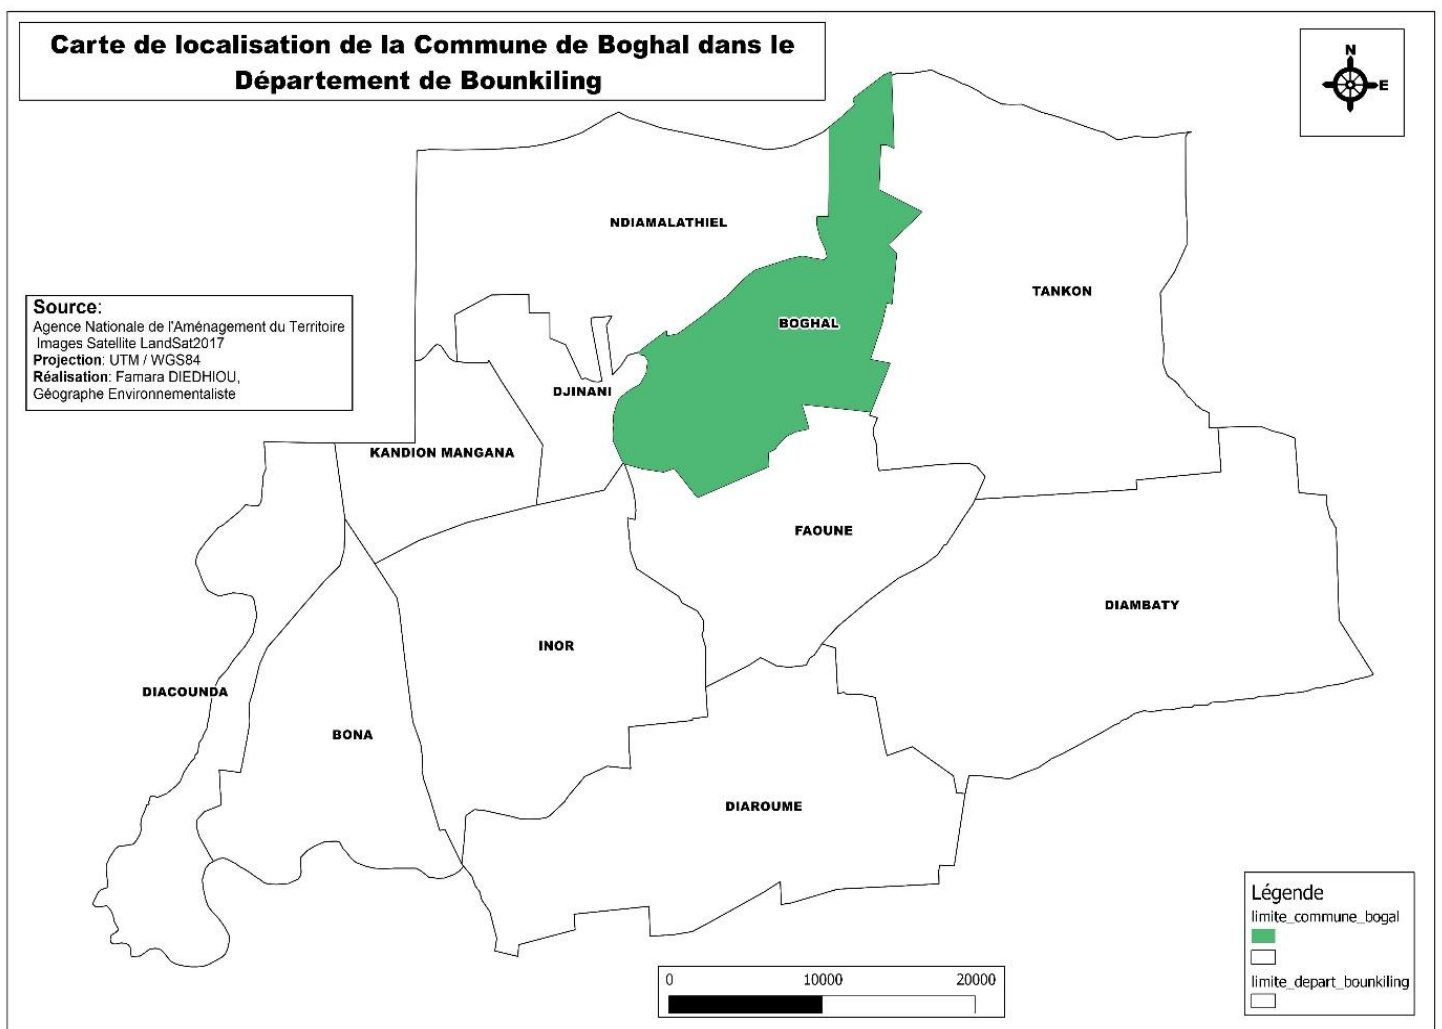 Carte de localisation de la Commune de Boghal dans le
Département de Bounkiling
N
E
NDIAMALATHIEL
TANKON
Source:
Agence Nationale de l'Aménagement du Territoire
Images Satellite LandSat2017
Projection: UTM / WGS84
Réalisation: Famara DIEDHIOU,
Géographe Environnementaliste
BOGHAL
DJINANI
KANDION MANGANA
FAOUNE
DIAMBATY
INOR
DIACOUNDA
BONA
DIAROUME
Légende
limite_commune_bogal
limite_depart_bounkiling
0 10000 20000